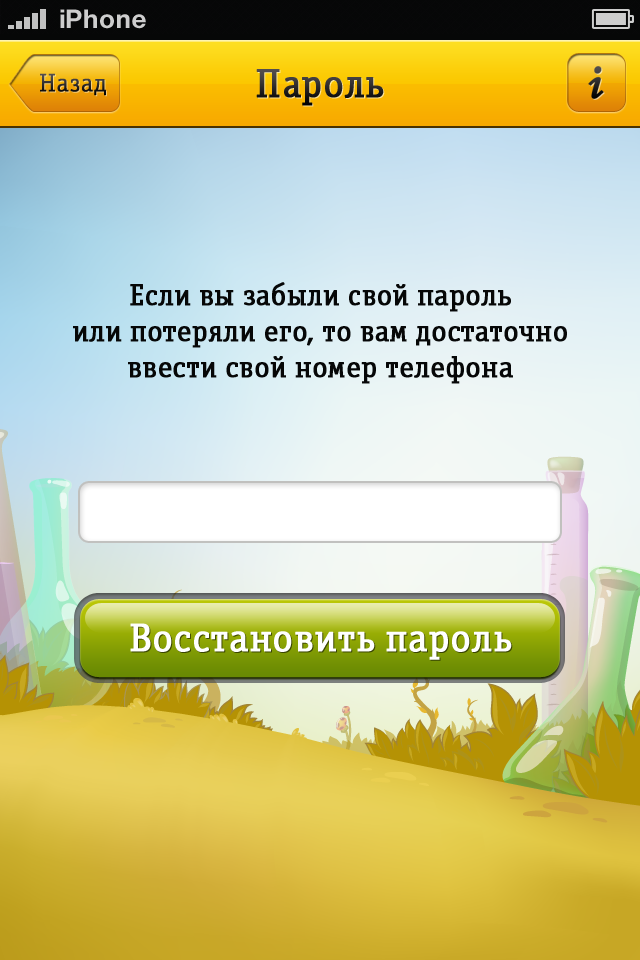 iPhone
Назад
Пароль
i
Если вы забыли свой пароль
или потеряли его, то вам достаточно
ввести свой номер телефона
Восстановить пароль